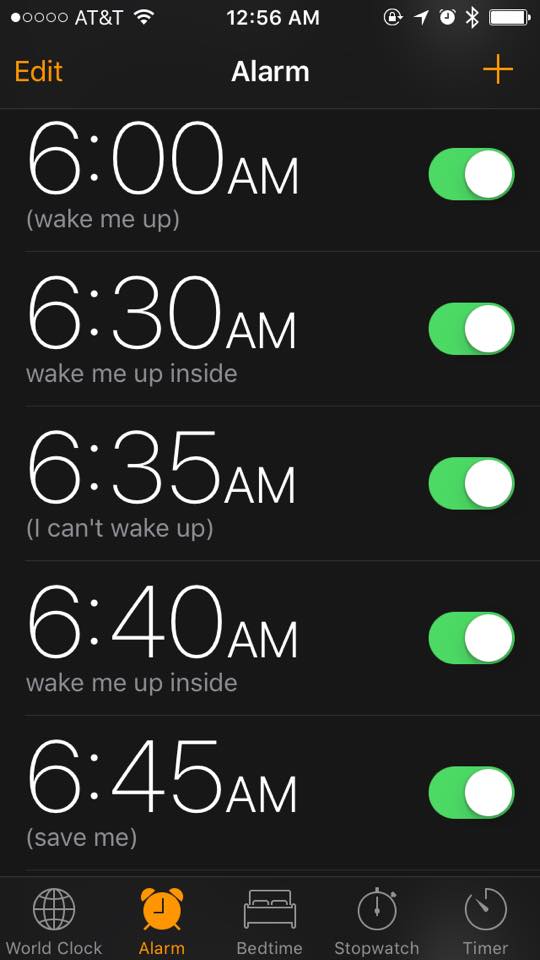 AT&T 12:56 AM
Edit Alarm +
6:00AM
(wake me up)
6:30AM
wake me up inside
6:35AM
(I can't wake up)
6:40AM
wake me up inside
6:45AM
(save me)
World Clock Alarm Bedtime Stopwatch Timer